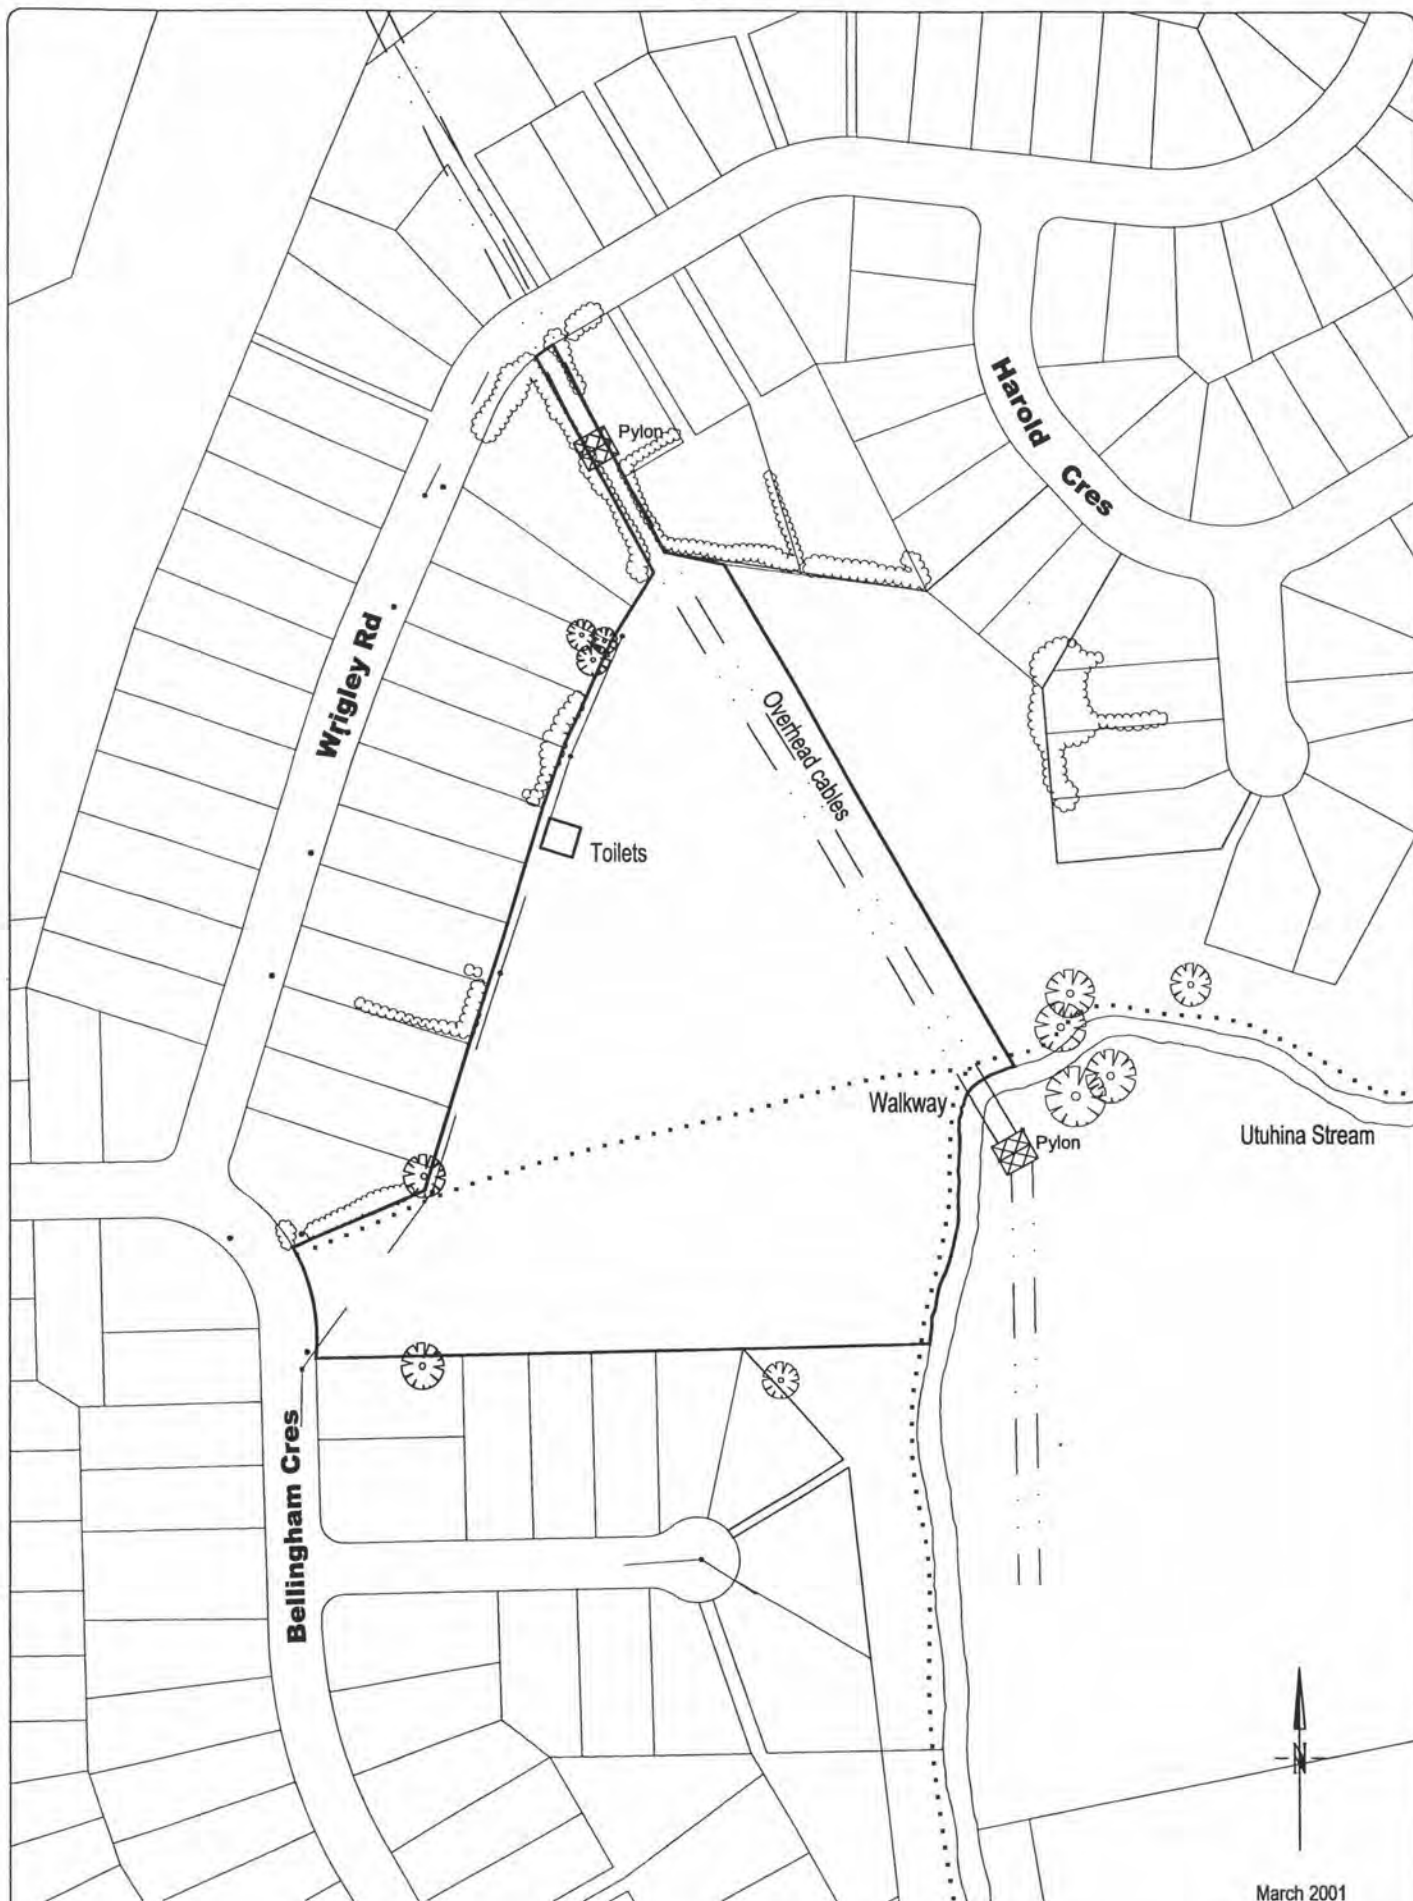 Pylon
Harold Cres
Wrigley Rd
Overhead cables
Toilets
Walkway
Pylon
Utuhina Stream
Bellingham Cres
N
March 2001